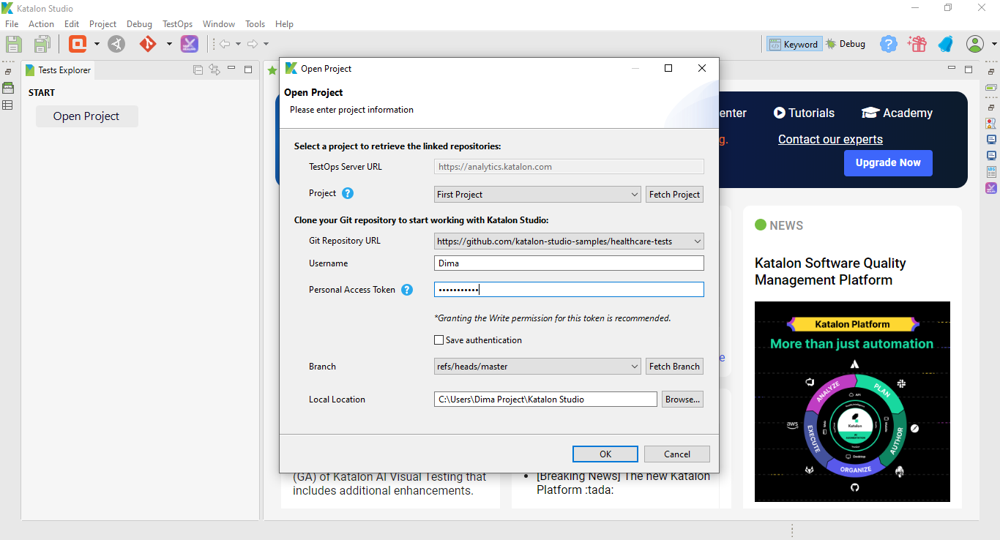 Katalon Studio
File Action Edit Project Debug TestOps Window Tools Help
Keyword Debug
Tests Explorer
START
Open Project
Open Project
Open Project
Please enter project information
Select a project to retrieve the linked repositories:
TestOps Server URL https://analytics.katalon.com
Project ? First Project Fetch Project
Clone your Git repository to start working with Katalon Studio:
Git Repository URL https://github.com/katalon-studio-samples/healthcare-tests
Username Dima
Personal Access Token ? •••••••••••
*Granting the Write permission for this token is recommended.
Save authentication
Branch refs/heads/master Fetch Branch
Local Location C:\Users\Dima Project\Katalon Studio Browse...
OK Cancel
enter Tutorials Academy
g. Contact our experts
Upgrade Now
e
(GA) of Katalon AI Visual Testing that
includes additional enhancements.
• [Breaking News] The new Katalon
Platform :tada:
NEWS
Katalon Software Quality
Management Platform
Katalon Platform
More than just automation
ANALYZE
PLAN
AUTHOR
ORGANIZE
EXECUTE
aws
API
Desktop
Katalon